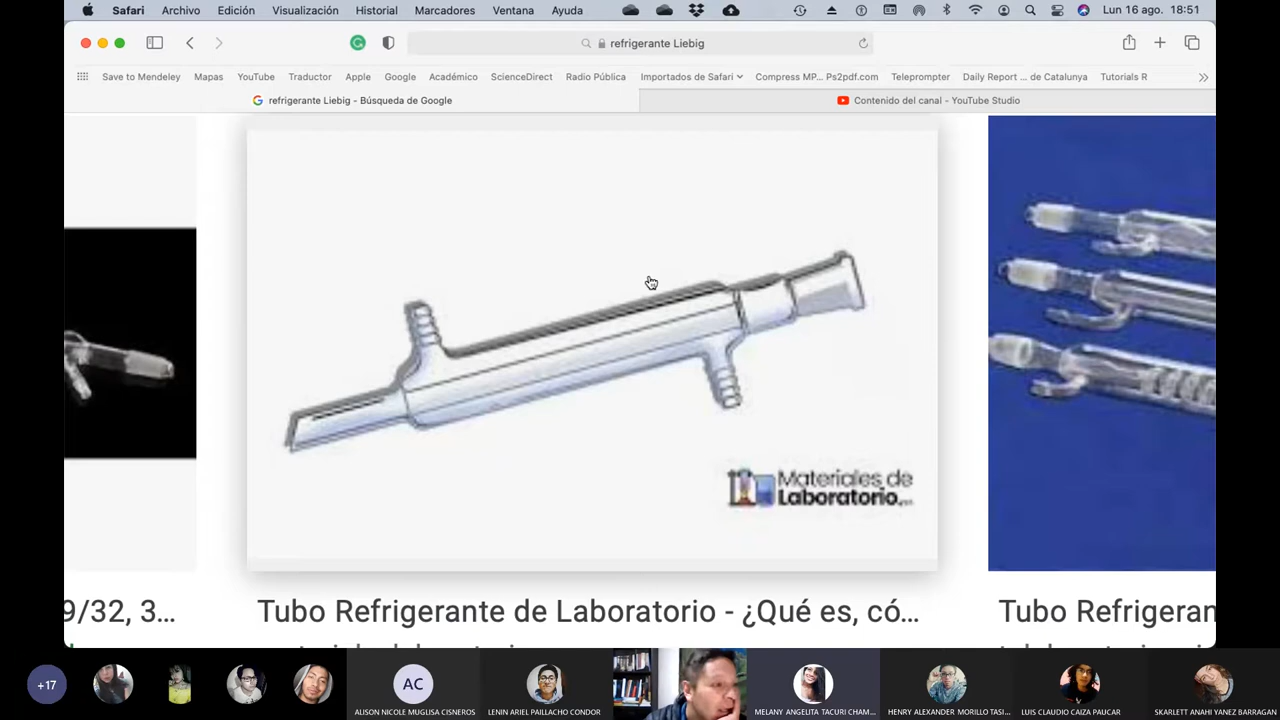 Safari Archivo Edición Visualización Historial Marcadores Ventana Ayuda Lun 16 ago. 18:51
refrigerante Liebig
Save to Mendeley Mapas YouTube Traductor Apple Google Académico ScienceDirect Radio Pública Importados de Safari Compress MP... Ps2pdf.com Teleprompter Daily Report ... de Catalunya Tutorials R
refrigerante Liebig - Búsqueda de Google Contenido del canal - YouTube Studio
Materiales de
Laboratorio
9/32, 3... Tubo Refrigerante de Laboratorio - ¿Qué es, có... Tubo Refrigeran
+17 AC
ALISON NICOLE MUGLISA CISNEROS LENIN ARIEL PAILLACHO CONDOR MELANY ANGELITA TACURI CHAM... HENRY ALEXANDER MORILLO TASI... LUIS CLAUDIO CAIZA PAUCAR SKARLETT ANAHI YANEZ BARRAGAN